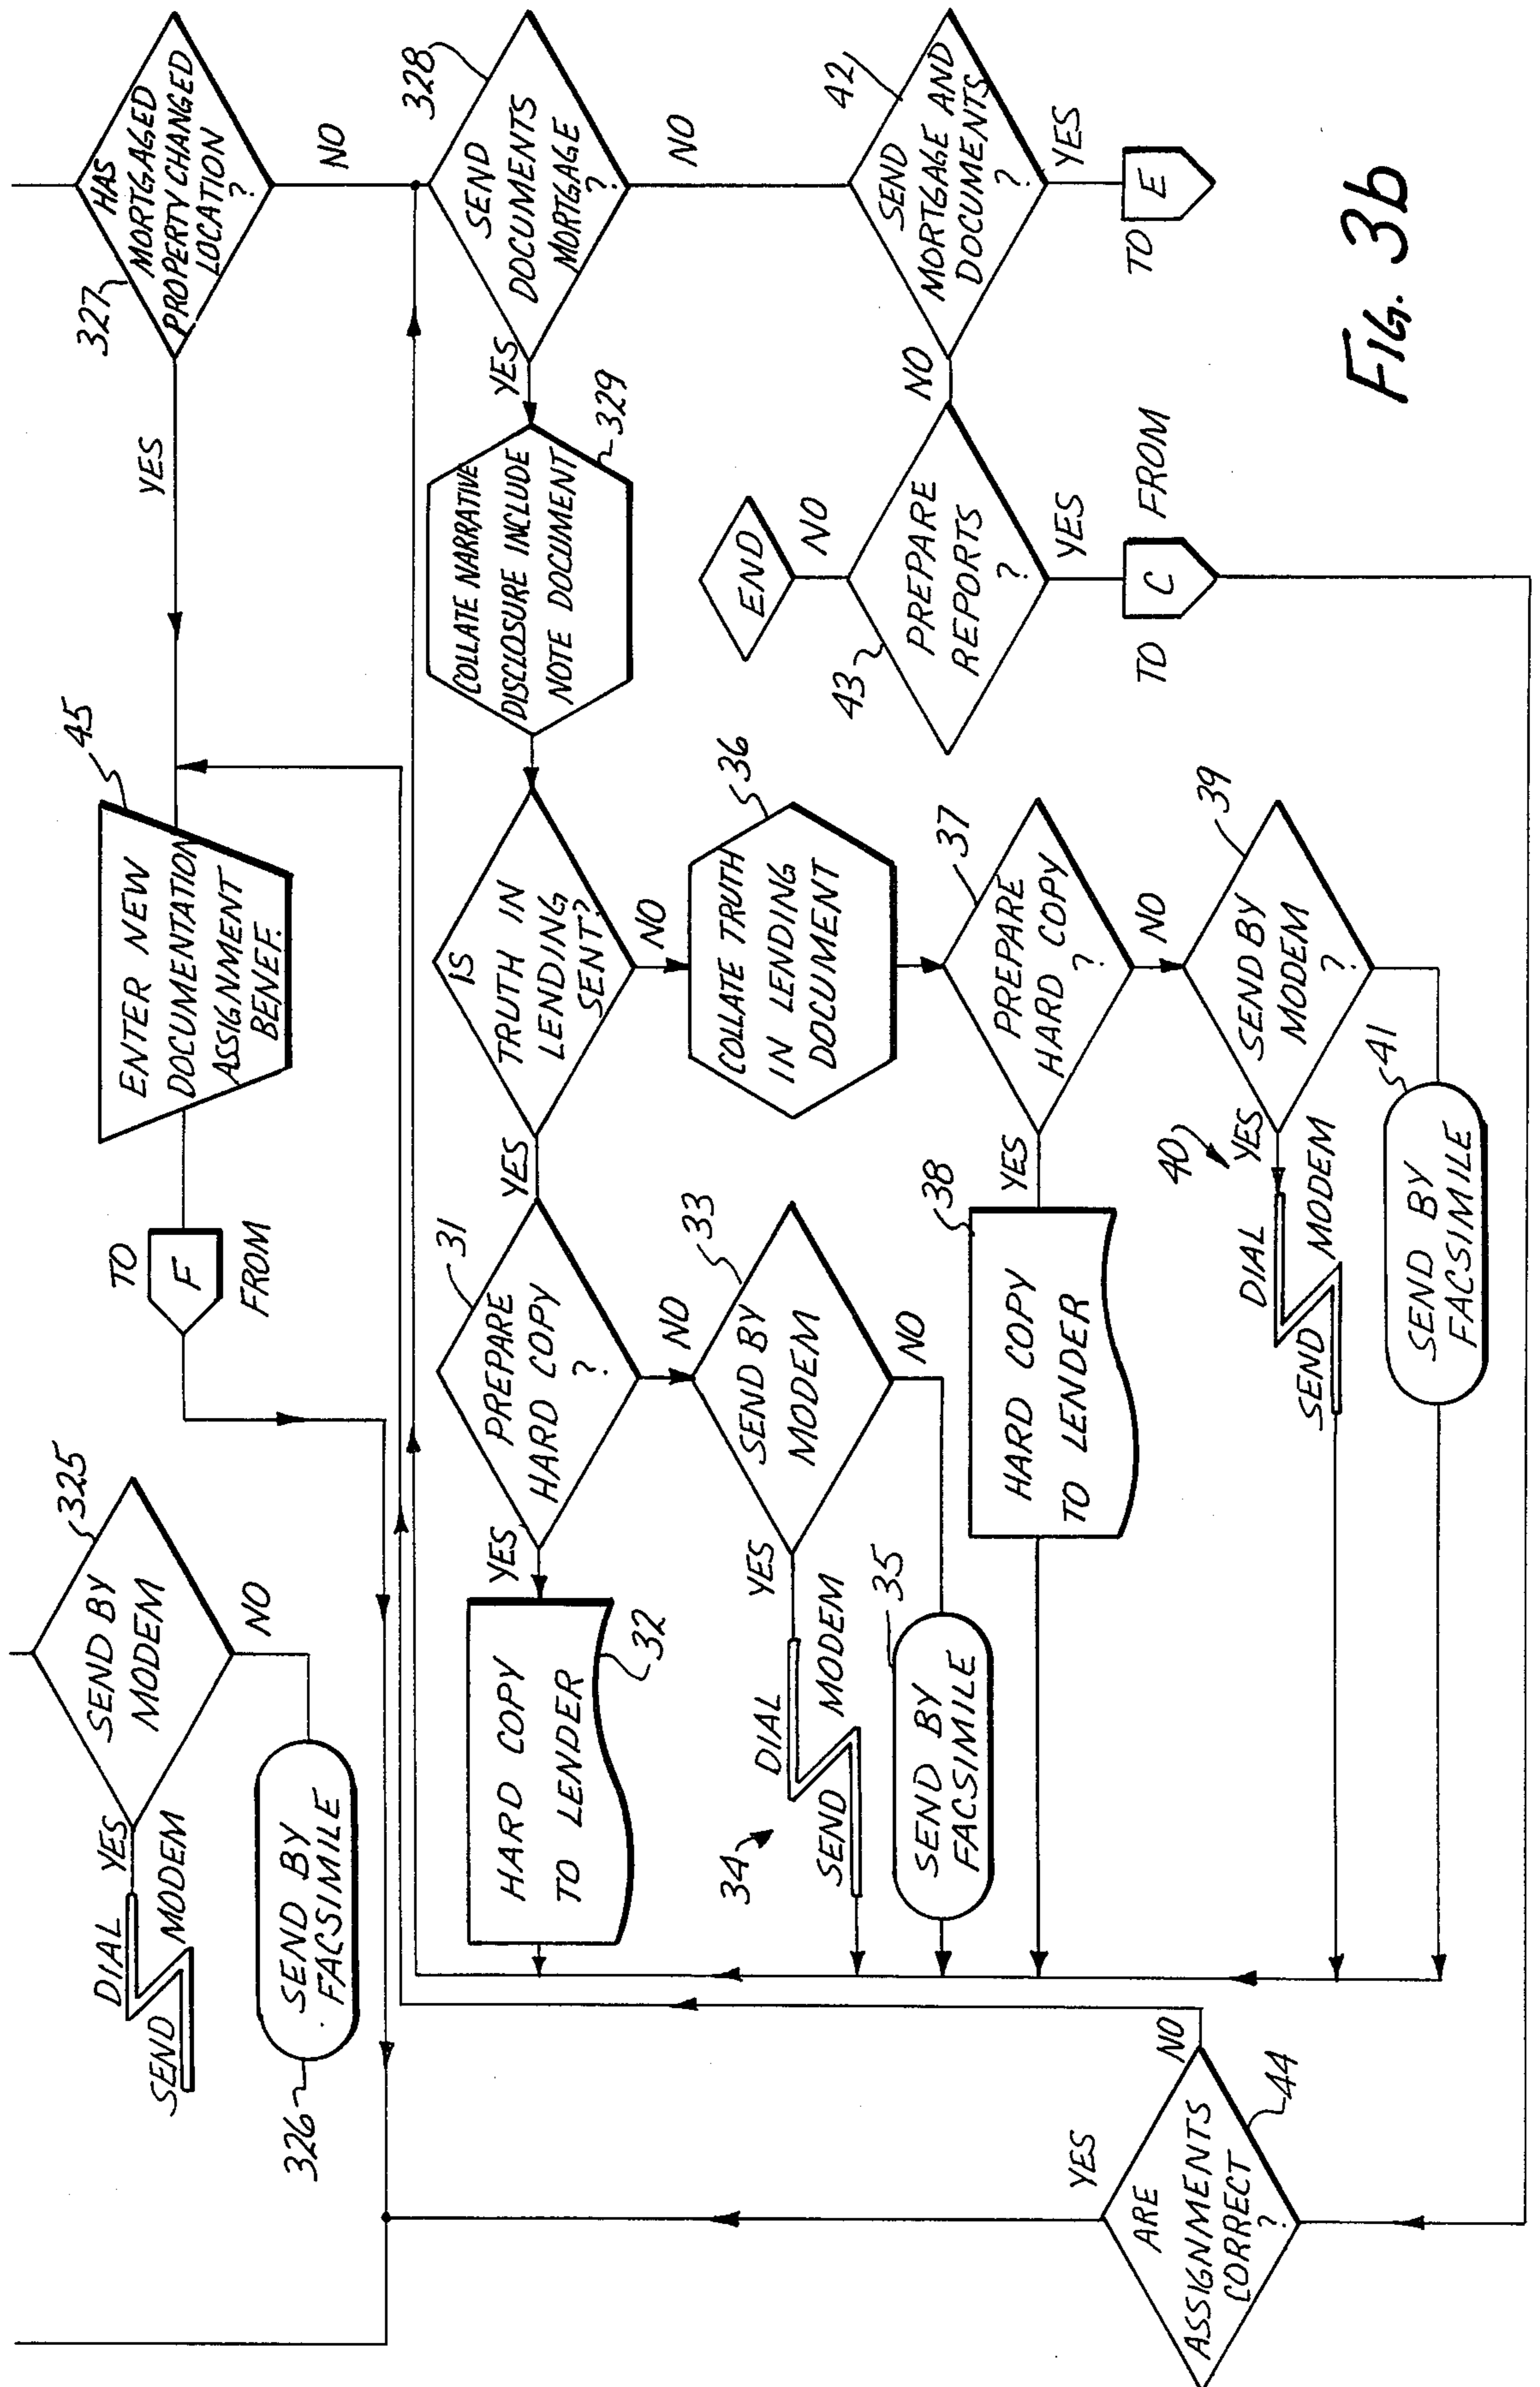 327
HAS
MORTGAGED
PROPERTY CHANGED
LOCATION
?
YES
NO
45
ENTER NEW
DOCUMENTATION
ASSIGNMENT
BENEF.
TO
F
FROM
325
SEND BY
MODEM
YES
NO
DIAL
SEND
MODEM
SEND BY
FACSIMILE
326
328
SEND
DOCUMENTS
MORTGAGE
?
YES
NO
COLLATE NARRATIVE
DISCLOSURE INCLUDE
NOTE DOCUMENT
329
IS
TRUTH IN
LENDING
SENT?
YES
NO
31
PREPARE
HARD COPY
?
YES
NO
HARD COPY
TO LENDER
32
33
SEND BY
MODEM
YES
NO
DIAL
SEND
MODEM
34
SEND BY
FACSIMILE
35
36
COLLATE TRUTH
IN LENDING
DOCUMENT
37
PREPARE
HARD COPY
?
YES
NO
38
HARD COPY
TO LENDER
39
SEND BY
MODEM
?
YES
40
DIAL
SEND
MODEM
41
SEND BY
FACSIMILE
42
SEND
MORTGAGE AND
DOCUMENTS
?
NO
YES
TO
E
43
PREPARE
REPORTS
?
NO
END
YES
TO
C
FROM
44
ARE
ASSIGNMENTS
CORRECT
?
YES
NO
FIG. 3b